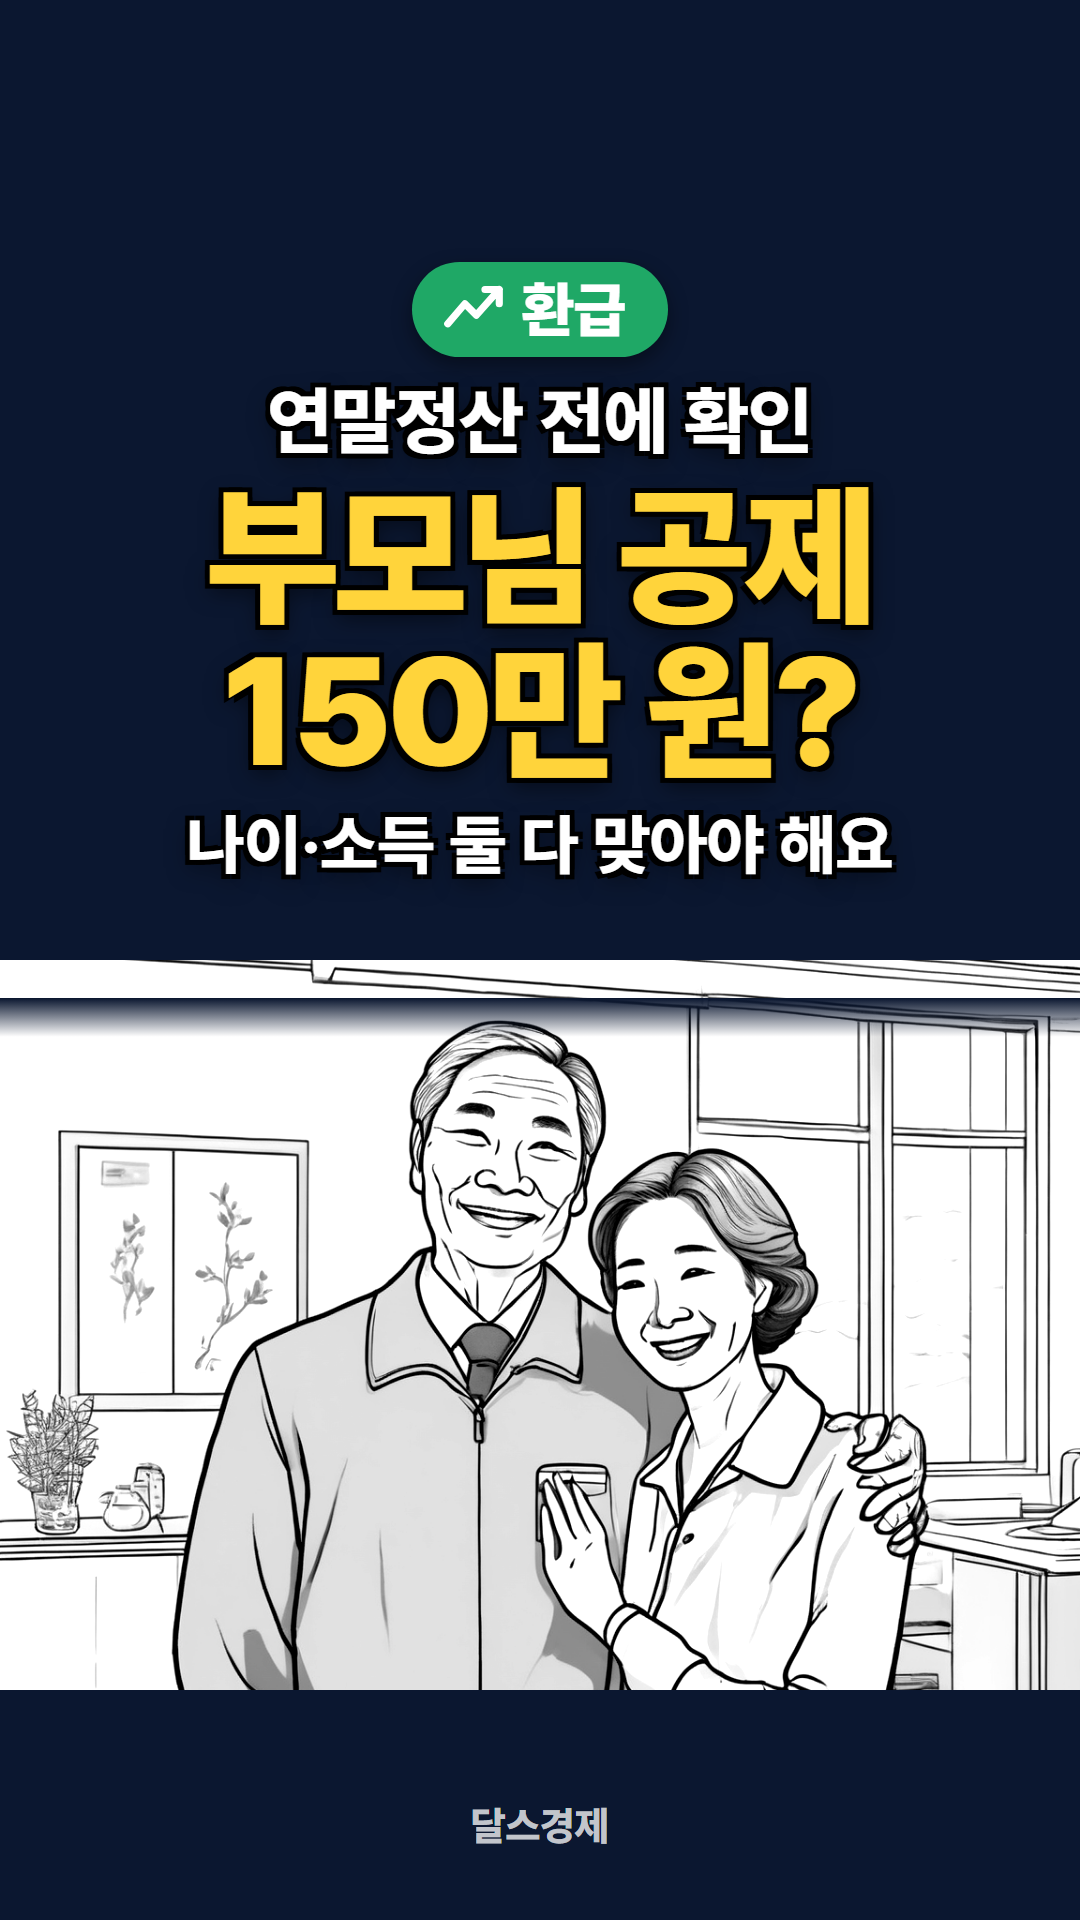 환급
연말정산 전에 확인
부모님 공제
150만 원?
나이·소득 둘 다 맞아야 해요
달스경제